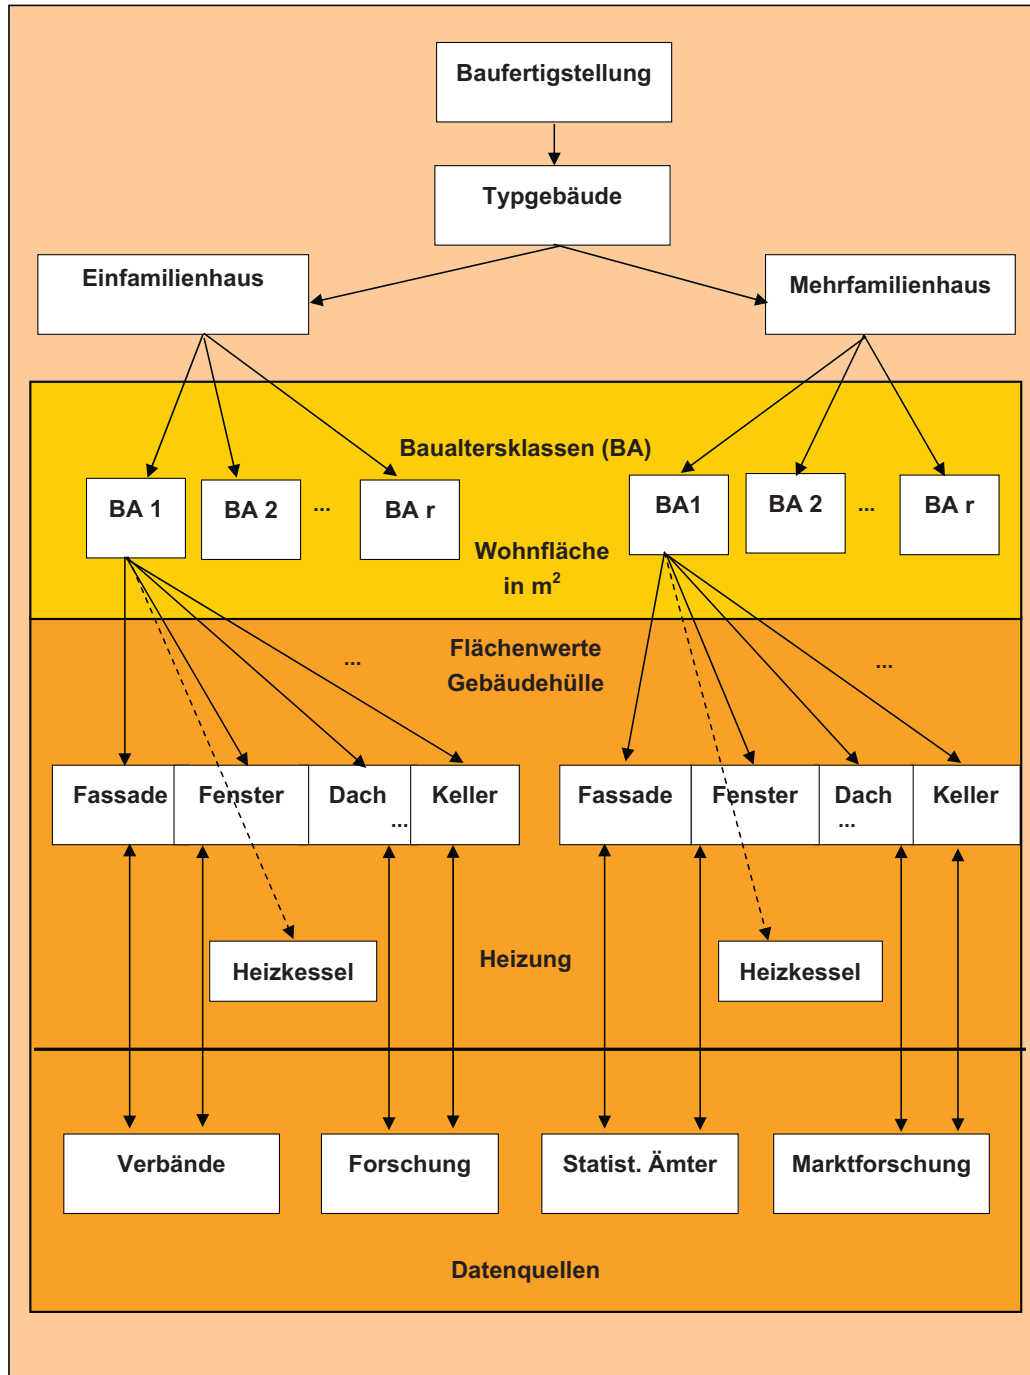 Baufertigstellung
Typgebäude
Einfamilienhaus
Mehrfamilienhaus
Baualtersklassen (BA)
BA 1
BA 2
...
BA r
BA1
BA 2
...
BA r
Wohnfläche
in m²
Flächenwerte
Gebäudehülle
...
...
Fassade
Fenster
Dach
...
Keller
Fassade
Fenster
Dach
...
Keller
Heizkessel
Heizung
Heizkessel
Verbände
Forschung
Statist. Ämter
Marktforschung
Datenquellen